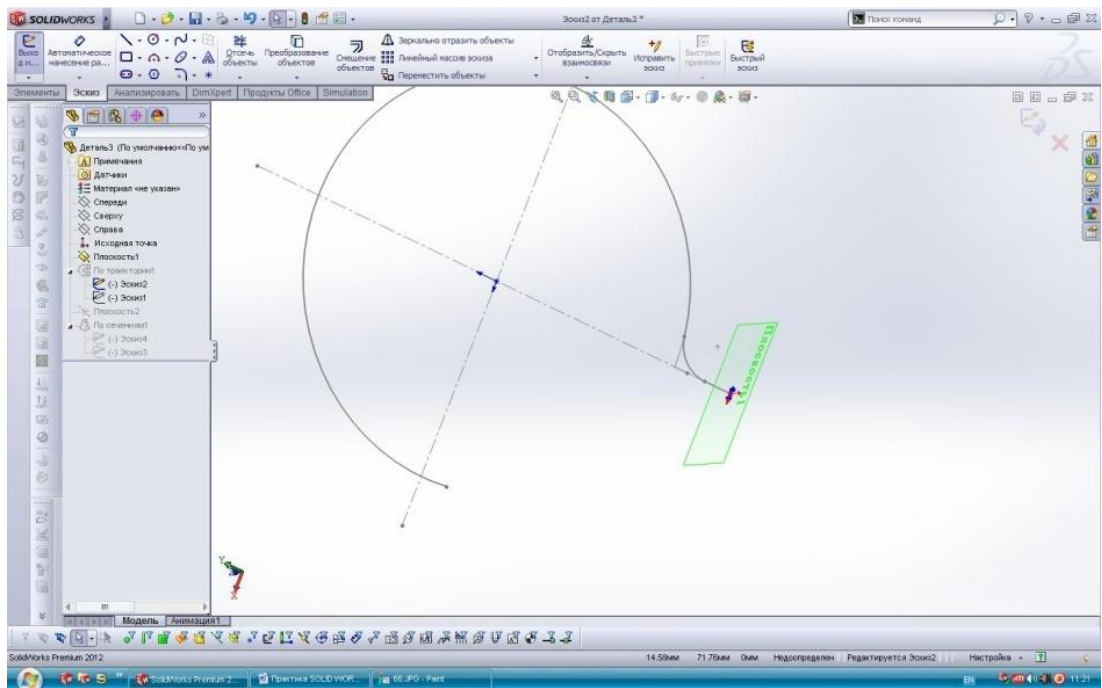 SOLIDWORKS
Эскиз2 от Деталь3 *
Поиск команд
Автоматическое нанесение ра...
Отсечь объекты
Преобразование объектов
Смещение объектов
Зеркально отразить объекты
Линейный массив эскиза
Переместить объекты
Отобразить/Скрыть взаимосвязи
Исправить эскиз
Быстрые привязки
Быстрый эскиз
Элементы Эскиз Анализировать DimXpert Продукты Office Simulation
Деталь3 (По умолчанию<<По ум
Примечания
Датчики
Материал <не указан>
Спереди
Сверху
Справа
Исходная точка
Плоскость1
По траектории1
(-) Эскиз2
(-) Эскиз1
Плоскость2
По сечениям1
(-) Эскиз4
(-) Эскиз3
Плоскость1
Y
X
Модель Анимация1
SolidWorks Premium 2012
14.59мм 71.76мм 0мм Недоопределен Редактируется Эскиз2 Настройка
SolidWorks Premium 2...
Практика SOLID WOR...
66.JPG - Paint
EN
11:21